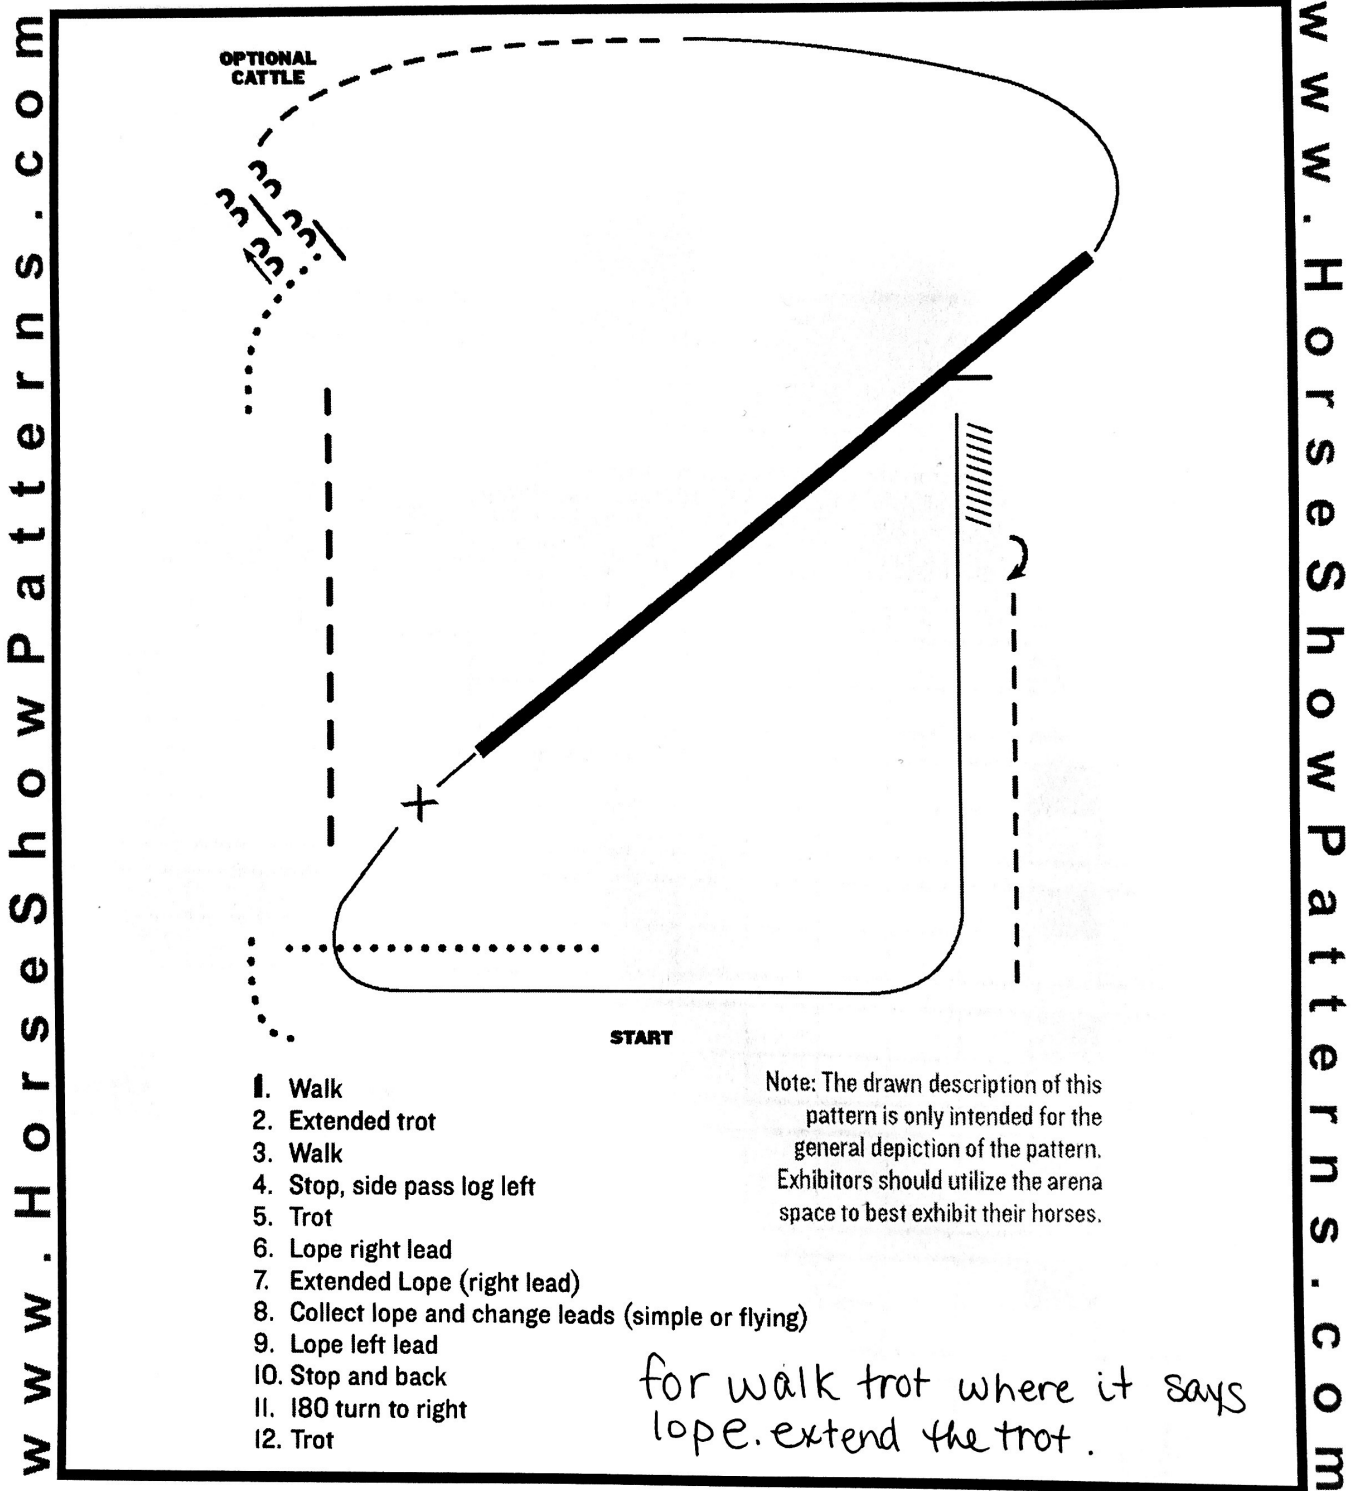 www.HorseShowPatterns.com
OPTIONAL
CATTLE
START
1. Walk
2. Extended trot
3. Walk
4. Stop, side pass log left
5. Trot
6. Lope right lead
7. Extended Lope (right lead)
8. Collect lope and change leads (simple or flying)
9. Lope left lead
10. Stop and back
11. 180 turn to right
12. Trot
Note: The drawn description of this
pattern is only intended for the
general depiction of the pattern.
Exhibitors should utilize the arena
space to best exhibit their horses.
for walk trot where it says
lope. extend the trot.
www.HorseShowPatterns.com